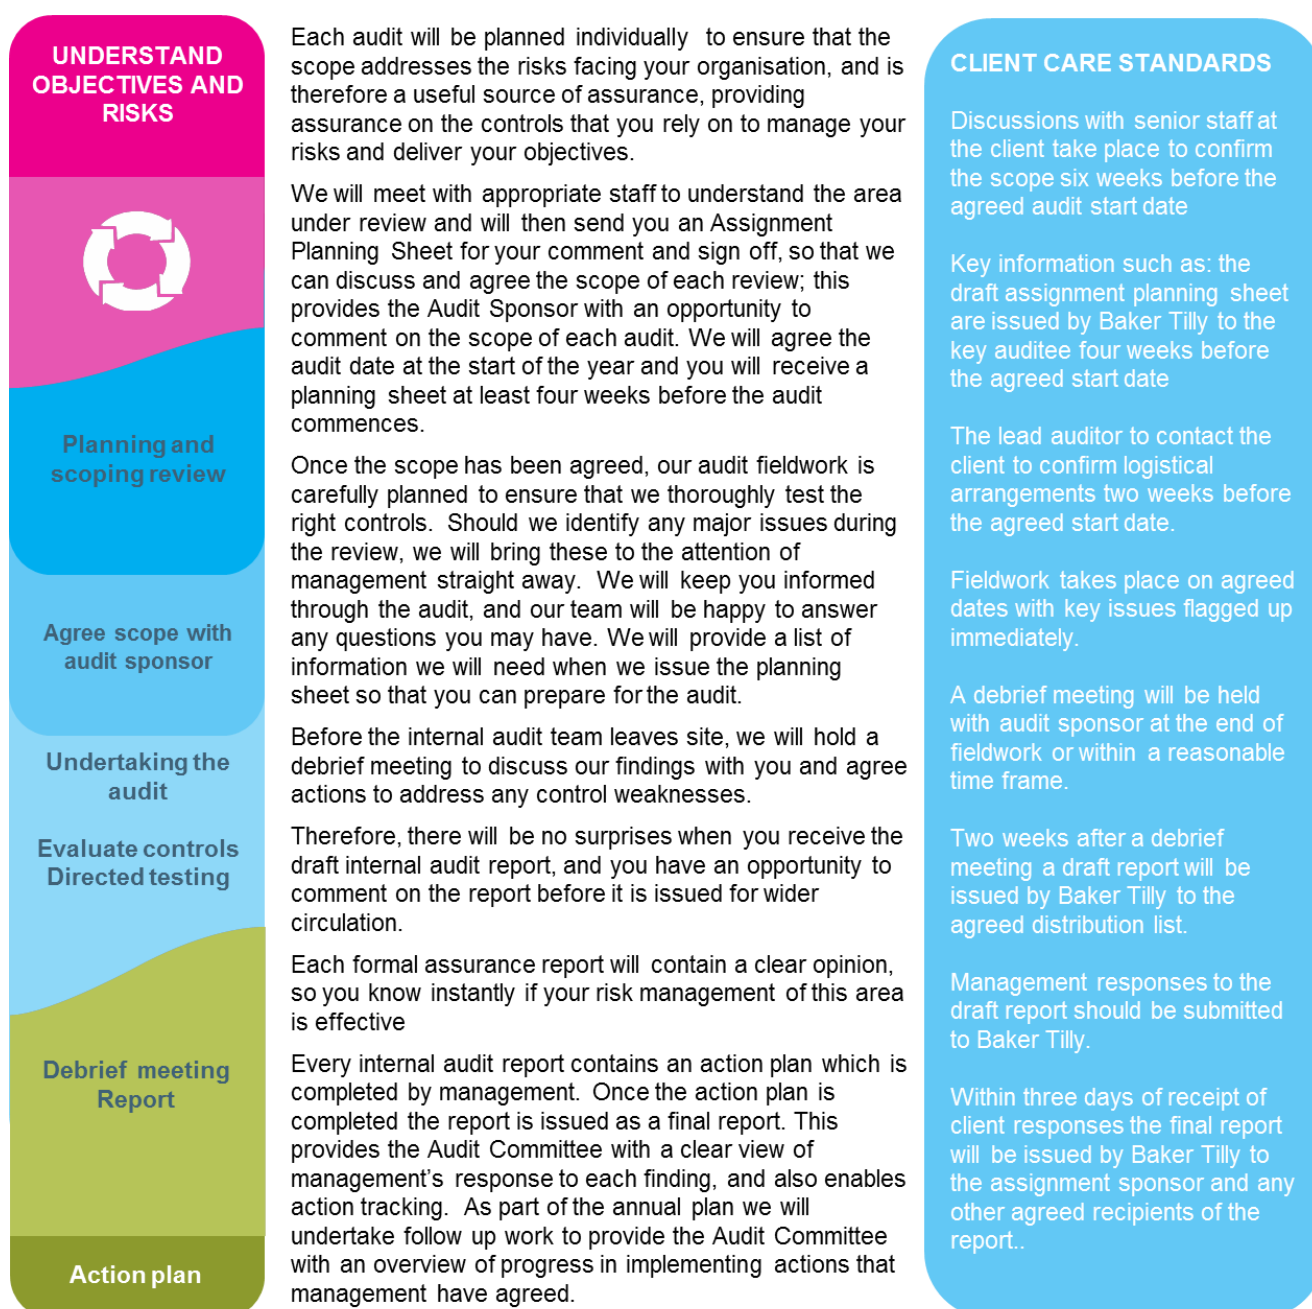 UNDERSTAND
OBJECTIVES AND
RISKS
Planning and
scoping review
Agree scope with
audit sponsor
Undertaking the
audit
Evaluate controls
Directed testing
Debrief meeting
Report
Action plan
Each audit will be planned individually to ensure that the
scope addresses the risks facing your organisation, and is
therefore a useful source of assurance, providing
assurance on the controls that you rely on to manage your
risks and deliver your objectives.
We will meet with appropriate staff to understand the area
under review and will then send you an Assignment
Planning Sheet for your comment and sign off, so that we
can discuss and agree the scope of each review; this
provides the Audit Sponsor with an opportunity to
comment on the scope of each audit. We will agree the
audit date at the start of the year and you will receive a
planning sheet at least four weeks before the audit
commences.
Once the scope has been agreed, our audit fieldwork is
carefully planned to ensure that we thoroughly test the
right controls. Should we identify any major issues during
the review, we will bring these to the attention of
management straight away. We will keep you informed
through the audit, and our team will be happy to answer
any questions you may have. We will provide a list of
information we will need when we issue the planning
sheet so that you can prepare for the audit.
Before the internal audit team leaves site, we will hold a
debrief meeting to discuss our findings with you and agree
actions to address any control weaknesses.
Therefore, there will be no surprises when you receive the
draft internal audit report, and you have an opportunity to
comment on the report before it is issued for wider
circulation.
Each formal assurance report will contain a clear opinion,
so you know instantly if your risk management of this area
is effective
Every internal audit report contains an action plan which is
completed by management. Once the action plan is
completed the report is issued as a final report. This
provides the Audit Committee with a clear view of
management’s response to each finding, and also enables
action tracking. As part of the annual plan we will
undertake follow up work to provide the Audit Committee
with an overview of progress in implementing actions that
management have agreed.
CLIENT CARE STANDARDS
Discussions with senior staff at
the client take place to confirm
the scope six weeks before the
agreed audit start date
Key information such as: the
draft assignment planning sheet
are issued by Baker Tilly to the
key auditee four weeks before
the agreed start date
The lead auditor to contact the
client to confirm logistical
arrangements two weeks before
the agreed start date.
Fieldwork takes place on agreed
dates with key issues flagged up
immediately.
A debrief meeting will be held
with audit sponsor at the end of
fieldwork or within a reasonable
time frame.
Two weeks after a debrief
meeting a draft report will be
issued by Baker Tilly to the
agreed distribution list.
Management responses to the
draft report should be submitted
to Baker Tilly.
Within three days of receipt of
client responses the final report
will be issued by Baker Tilly to
the assignment sponsor and any
other agreed recipients of the
report..